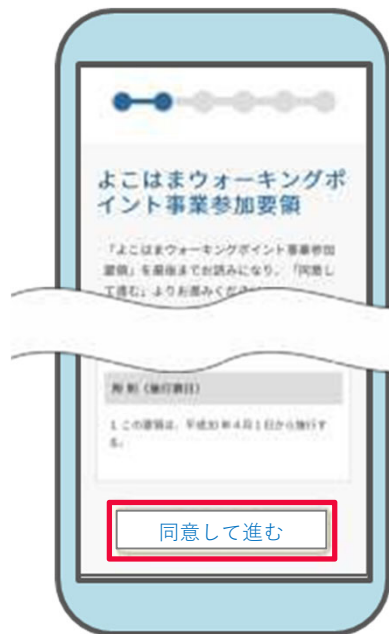 よこはまウォーキングポ
イント事業参加要領
「よこはまウォーキングポイント事業参加
要領」を最後までお読みになり、「同意し
て進む」よりお進みくだ
附 則（施行期日）
1 この要領は、平成30年4月1日から施行す
る。
同意して進む